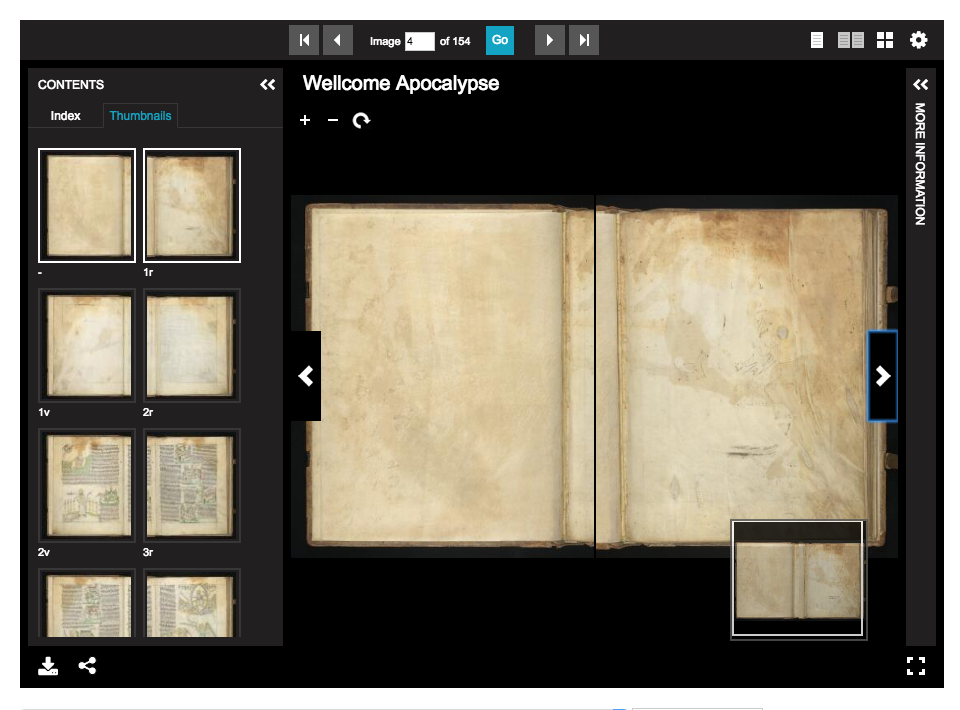 Image 4 of 154 Go
CONTENTS
Index Thumbnails
- 1r
1v 2r
2v 3r
Wellcome Apocalypse
MORE INFORMATION